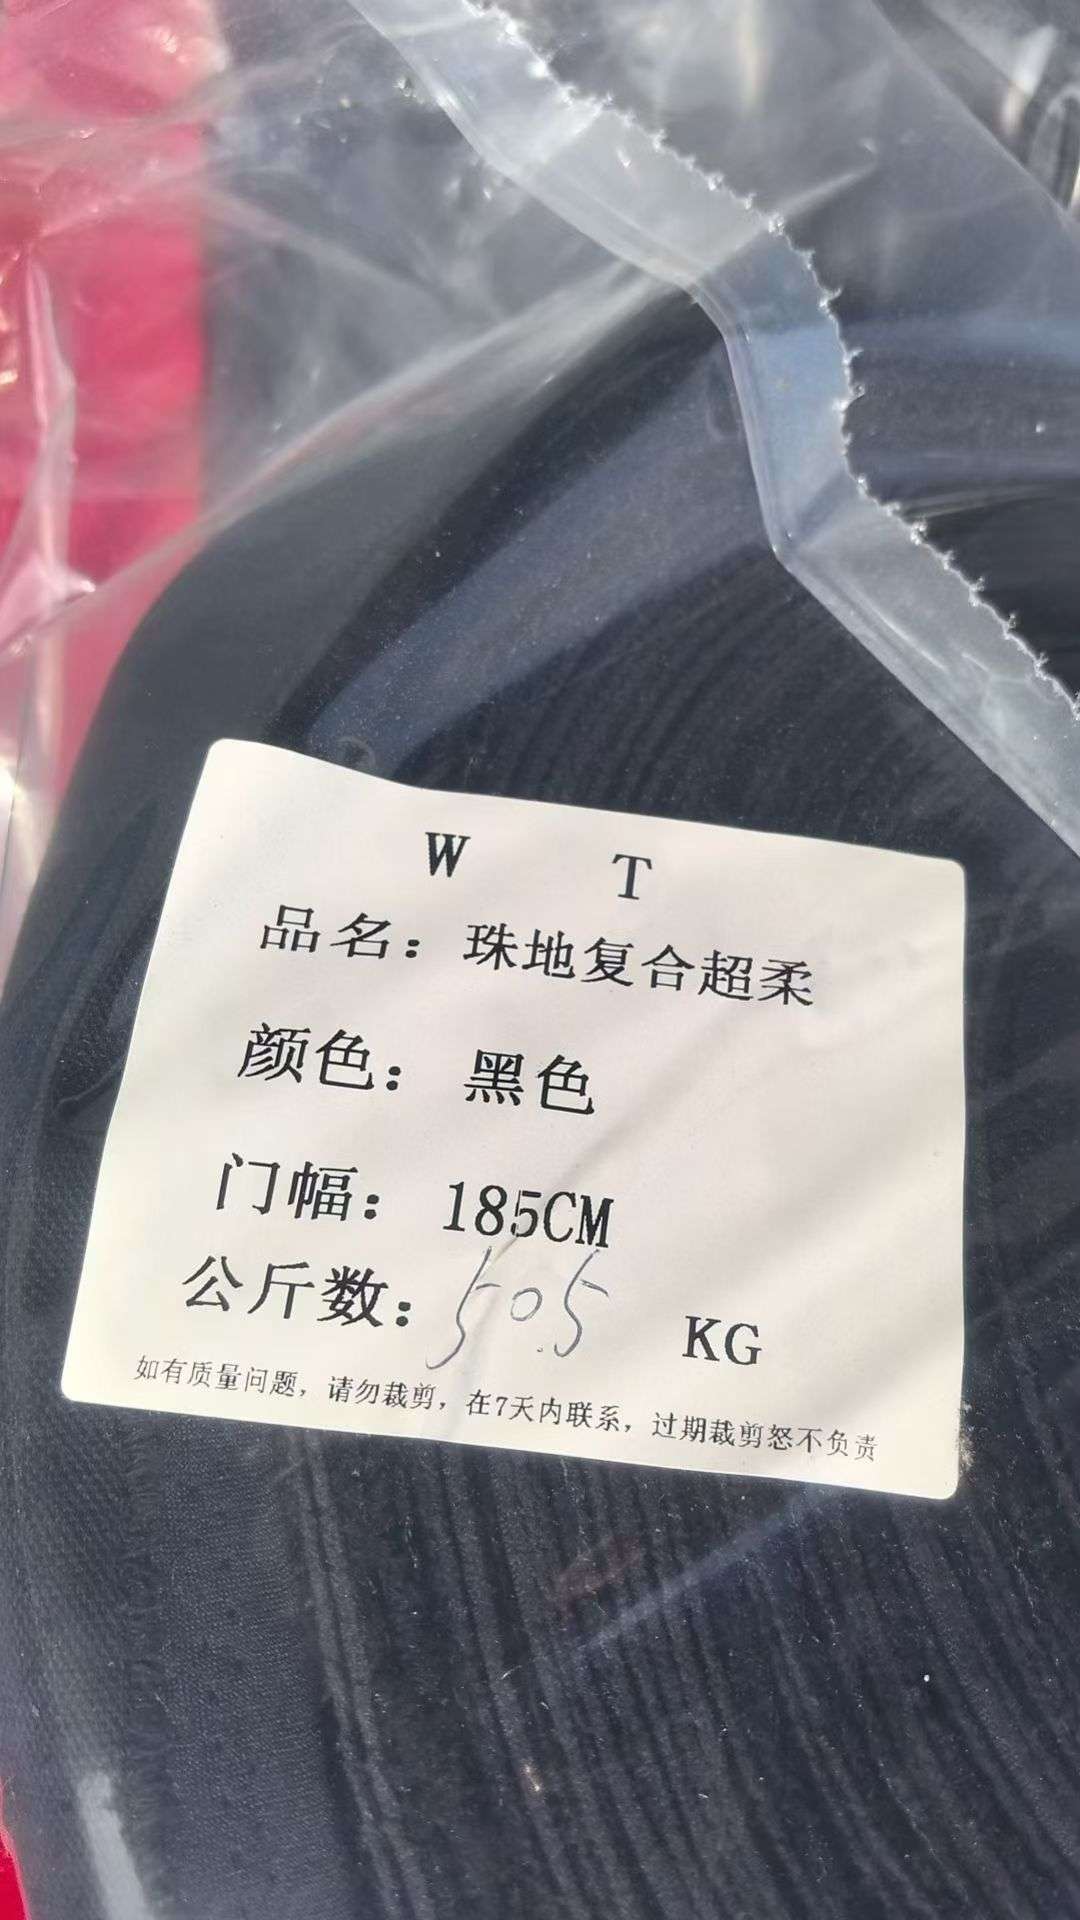 W T
品名：珠地复合超柔
颜色：黑色
门幅：185CM
公斤数：50.5 KG
如有质量问题，请勿裁剪，在7天内联系，过期裁剪怒不负责